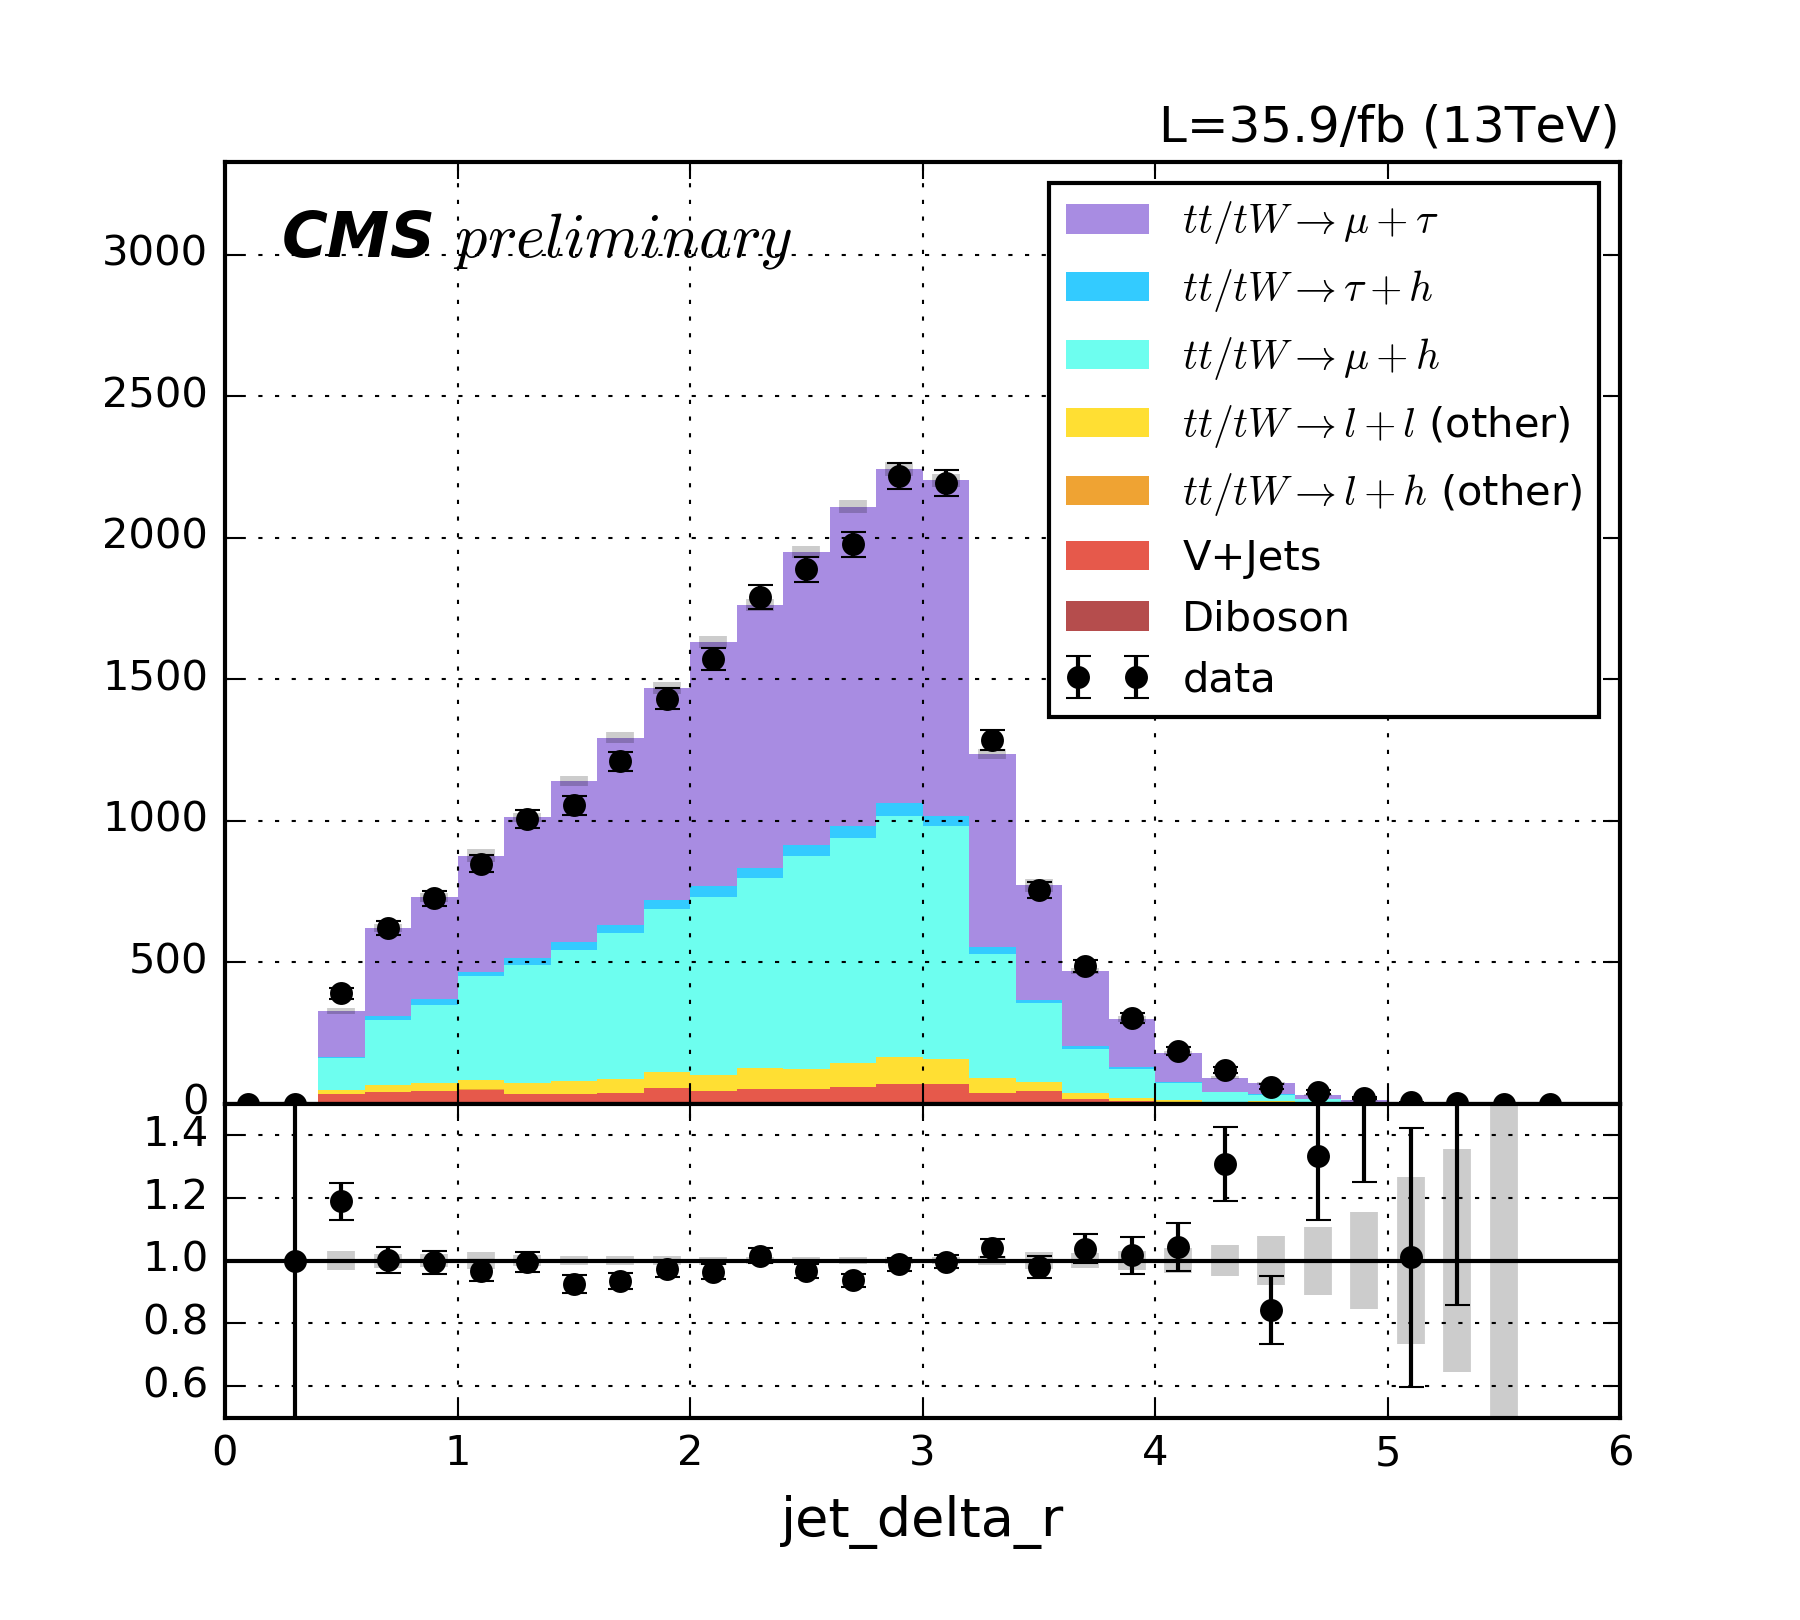 L=35.9/fb (13TeV)
CMS preliminary
tt/tW → μ + τ
tt/tW → τ + h
tt/tW → μ + h
tt/tW → l + l (other)
tt/tW → l + h (other)
V+Jets
Diboson
data
3000
2500
2000
1500
1000
500
0
1.4
1.2
1.0
0.8
0.6
0 1 2 3 4 5 6
jet_delta_r